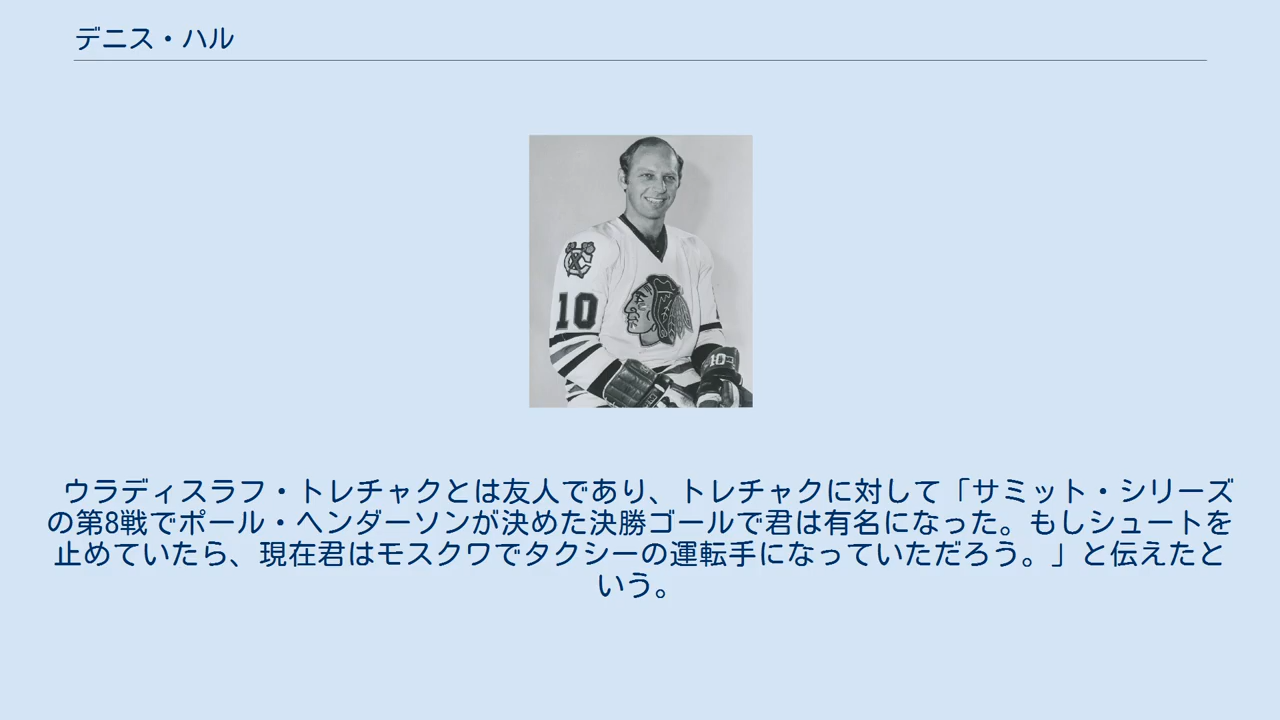 デニス・ハル
10
10
ウラディスラフ・トレチャクとは友人であり、トレチャクに対して「サミット・シリーズ
の第8戦でポール・ヘンダーソンが決めた決勝ゴールで君は有名になった。もしシュートを
止めていたら、現在君はモスクワでタクシーの運転手になっていただろう。」と伝えたと
いう。